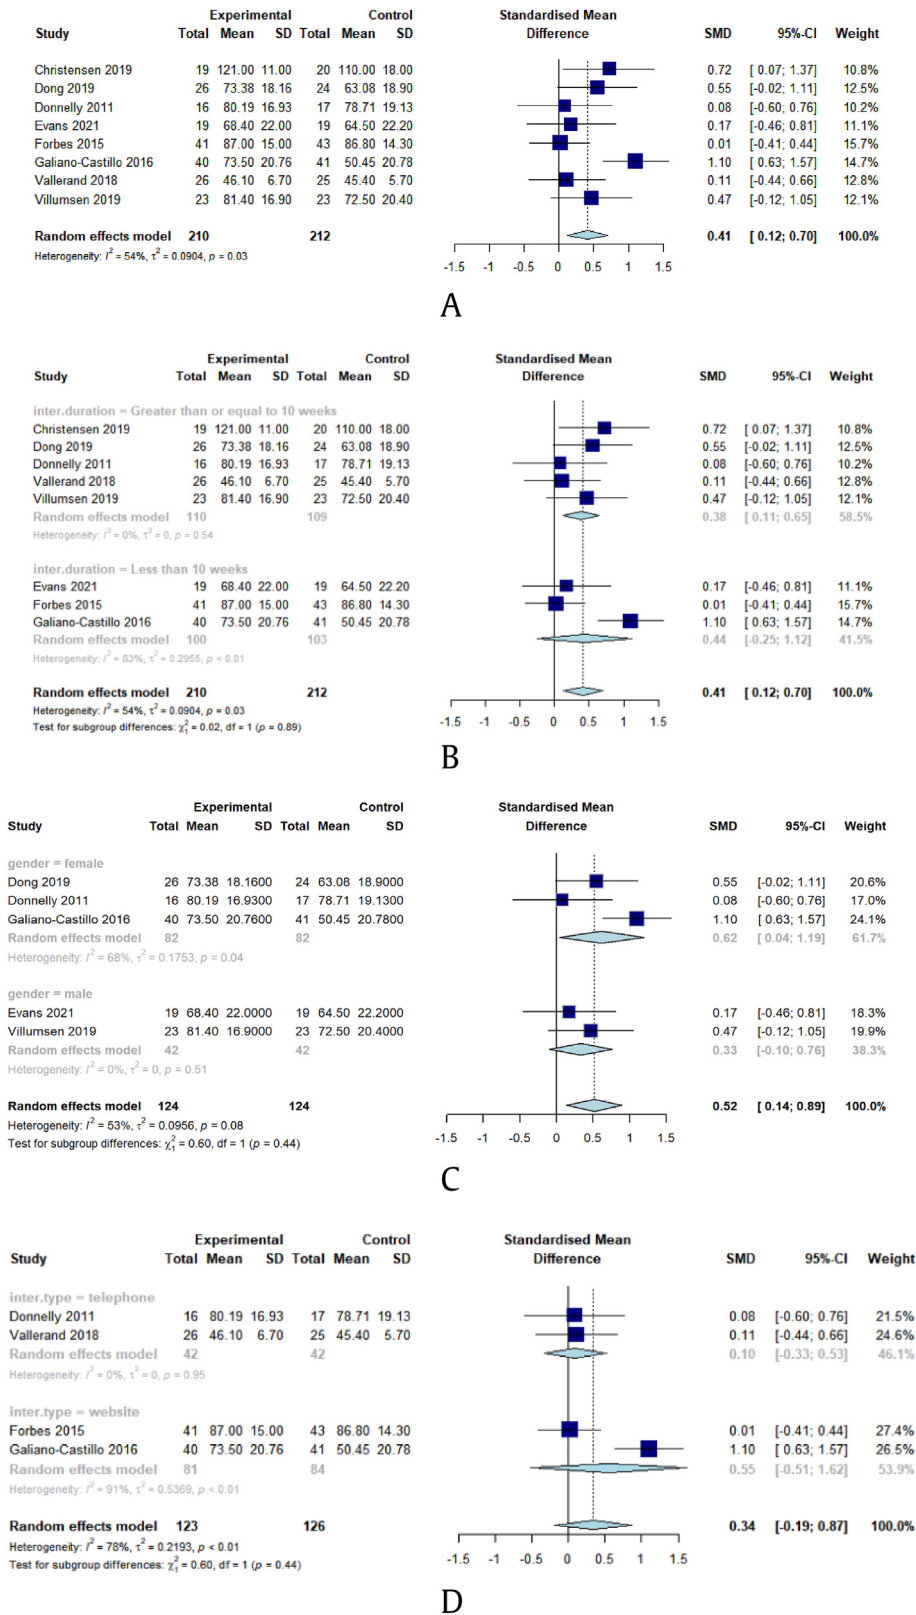 Experimental Control Standardised Mean
Study Total Mean SD Total Mean SD Difference SMD 95%-CI Weight
Christensen 2019 19 121.00 11.00 20 110.00 18.00 0.72 [ 0.07; 1.37] 10.8%
Dong 2019 26 73.38 18.16 24 63.08 18.90 0.55 [-0.02; 1.11] 12.5%
Donnelly 2011 16 80.19 16.93 17 78.71 19.13 0.08 [-0.60; 0.76] 10.2%
Evans 2021 19 68.40 22.00 19 64.50 22.20 0.17 [-0.46; 0.81] 11.1%
Forbes 2015 41 87.00 15.00 43 86.80 14.30 0.01 [-0.41; 0.44] 15.7%
Galiano-Castillo 2016 40 73.50 20.76 41 50.45 20.78 1.10 [ 0.63; 1.57] 14.7%
Vallerand 2018 26 46.10 6.70 25 45.40 5.70 0.11 [-0.44; 0.66] 12.8%
Villumsen 2019 23 81.40 16.90 23 72.50 20.40 0.47 [-0.12; 1.05] 12.1%
Random effects model 210 212 0.41 [ 0.12; 0.70] 100.0%
Heterogeneity: I² = 54%, τ² = 0.0904, p = 0.03
-1.5 -1 -0.5 0 0.5 1 1.5
A
Experimental Control Standardised Mean
Study Total Mean SD Total Mean SD Difference SMD 95%-CI Weight
inter.duration = Greater than or equal to 10 weeks
Christensen 2019 19 121.00 11.00 20 110.00 18.00 0.72 [ 0.07; 1.37] 10.8%
Dong 2019 26 73.38 18.16 24 63.08 18.90 0.55 [-0.02; 1.11] 12.5%
Donnelly 2011 16 80.19 16.93 17 78.71 19.13 0.08 [-0.60; 0.76] 10.2%
Vallerand 2018 26 46.10 6.70 25 45.40 5.70 0.11 [-0.44; 0.66] 12.8%
Villumsen 2019 23 81.40 16.90 23 72.50 20.40 0.47 [-0.12; 1.05] 12.1%
Random effects model 110 109 0.38 [ 0.11; 0.65] 58.5%
Heterogeneity: I² = 0%, τ² = 0, p = 0.54
inter.duration = Less than 10 weeks
Evans 2021 19 68.40 22.00 19 64.50 22.20 0.17 [-0.46; 0.81] 11.1%
Forbes 2015 41 87.00 15.00 43 86.80 14.30 0.01 [-0.41; 0.44] 15.7%
Galiano-Castillo 2016 40 73.50 20.76 41 50.45 20.78 1.10 [ 0.63; 1.57] 14.7%
Random effects model 100 103 0.44 [-0.25; 1.12] 41.5%
Heterogeneity: I² = 83%, τ² = 0.2955, p < 0.01
Random effects model 210 212 0.41 [ 0.12; 0.70] 100.0%
Heterogeneity: I² = 54%, τ² = 0.0904, p = 0.03
Test for subgroup differences: χ²₁ = 0.02, df = 1 (p = 0.89)
-1.5 -1 -0.5 0 0.5 1 1.5
B
Experimental Control Standardised Mean
Study Total Mean SD Total Mean SD Difference SMD 95%-CI Weight
gender = female
Dong 2019 26 73.38 18.1600 24 63.08 18.9000 0.55 [-0.02; 1.11] 20.6%
Donnelly 2011 16 80.19 16.9300 17 78.71 19.1300 0.08 [-0.60; 0.76] 17.0%
Galiano-Castillo 2016 40 73.50 20.7600 41 50.45 20.7800 1.10 [ 0.63; 1.57] 24.1%
Random effects model 82 82 0.62 [ 0.04; 1.19] 61.7%
Heterogeneity: I² = 68%, τ² = 0.1753, p = 0.04
gender = male
Evans 2021 19 68.40 22.0000 19 64.50 22.2000 0.17 [-0.46; 0.81] 18.3%
Villumsen 2019 23 81.40 16.9000 23 72.50 20.4000 0.47 [-0.12; 1.05] 19.9%
Random effects model 42 42 0.33 [-0.10; 0.76] 38.3%
Heterogeneity: I² = 0%, τ² = 0, p = 0.51
Random effects model 124 124 0.52 [ 0.14; 0.89] 100.0%
Heterogeneity: I² = 53%, τ² = 0.0956, p = 0.08
Test for subgroup differences: χ²₁ = 0.60, df = 1 (p = 0.44)
-1.5 -1 -0.5 0 0.5 1 1.5
C
Experimental Control Standardised Mean
Study Total Mean SD Total Mean SD Difference SMD 95%-CI Weight
inter.type = telephone
Donnelly 2011 16 80.19 16.93 17 78.71 19.13 0.08 [-0.60; 0.76] 21.5%
Vallerand 2018 26 46.10 6.70 25 45.40 5.70 0.11 [-0.44; 0.66] 24.6%
Random effects model 42 42 0.10 [-0.33; 0.53] 46.1%
Heterogeneity: I² = 0%, τ² = 0, p = 0.95
inter.type = website
Forbes 2015 41 87.00 15.00 43 86.80 14.30 0.01 [-0.41; 0.44] 27.4%
Galiano-Castillo 2016 40 73.50 20.76 41 50.45 20.78 1.10 [ 0.63; 1.57] 26.5%
Random effects model 81 84 0.55 [-0.51; 1.62] 53.9%
Heterogeneity: I² = 91%, τ² = 0.5369, p < 0.01
Random effects model 123 126 0.34 [-0.19; 0.87] 100.0%
Heterogeneity: I² = 78%, τ² = 0.2193, p < 0.01
Test for subgroup differences: χ²₁ = 0.60, df = 1 (p = 0.44)
-1.5 -1 -0.5 0 0.5 1 1.5
D